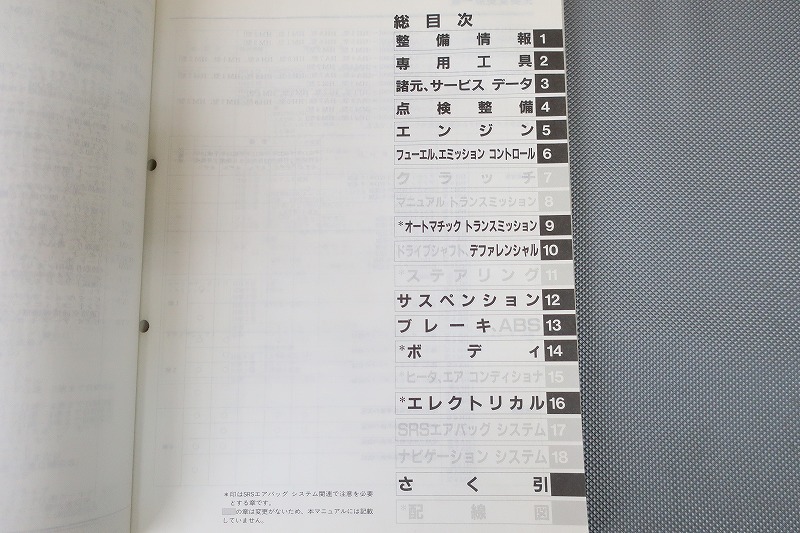 総目次
整備情報 1
専用工具 2
諸元、サービス データ 3
点検整備 4
エンジン 5
フューエル、エミッション コントロール 6
クラッチ 7
マニュアル トランスミッション 8
*オートマチック トランスミッション 9
ドライブシャフト、デファレンシャル 10
*ステアリング 11
サスペンション 12
ブレーキ、ABS 13
*ボディ 14
*ヒータ、エア コンディショナ 15
*エレクトリカル 16
SRSエアバッグ システム 17
ナビゲーション システム 18
さく引
*配線図
*印はSRSエアバッグ システム関連で注意を必要
とする章です。
の章は変更がないため、本マニュアルには記載
していません。